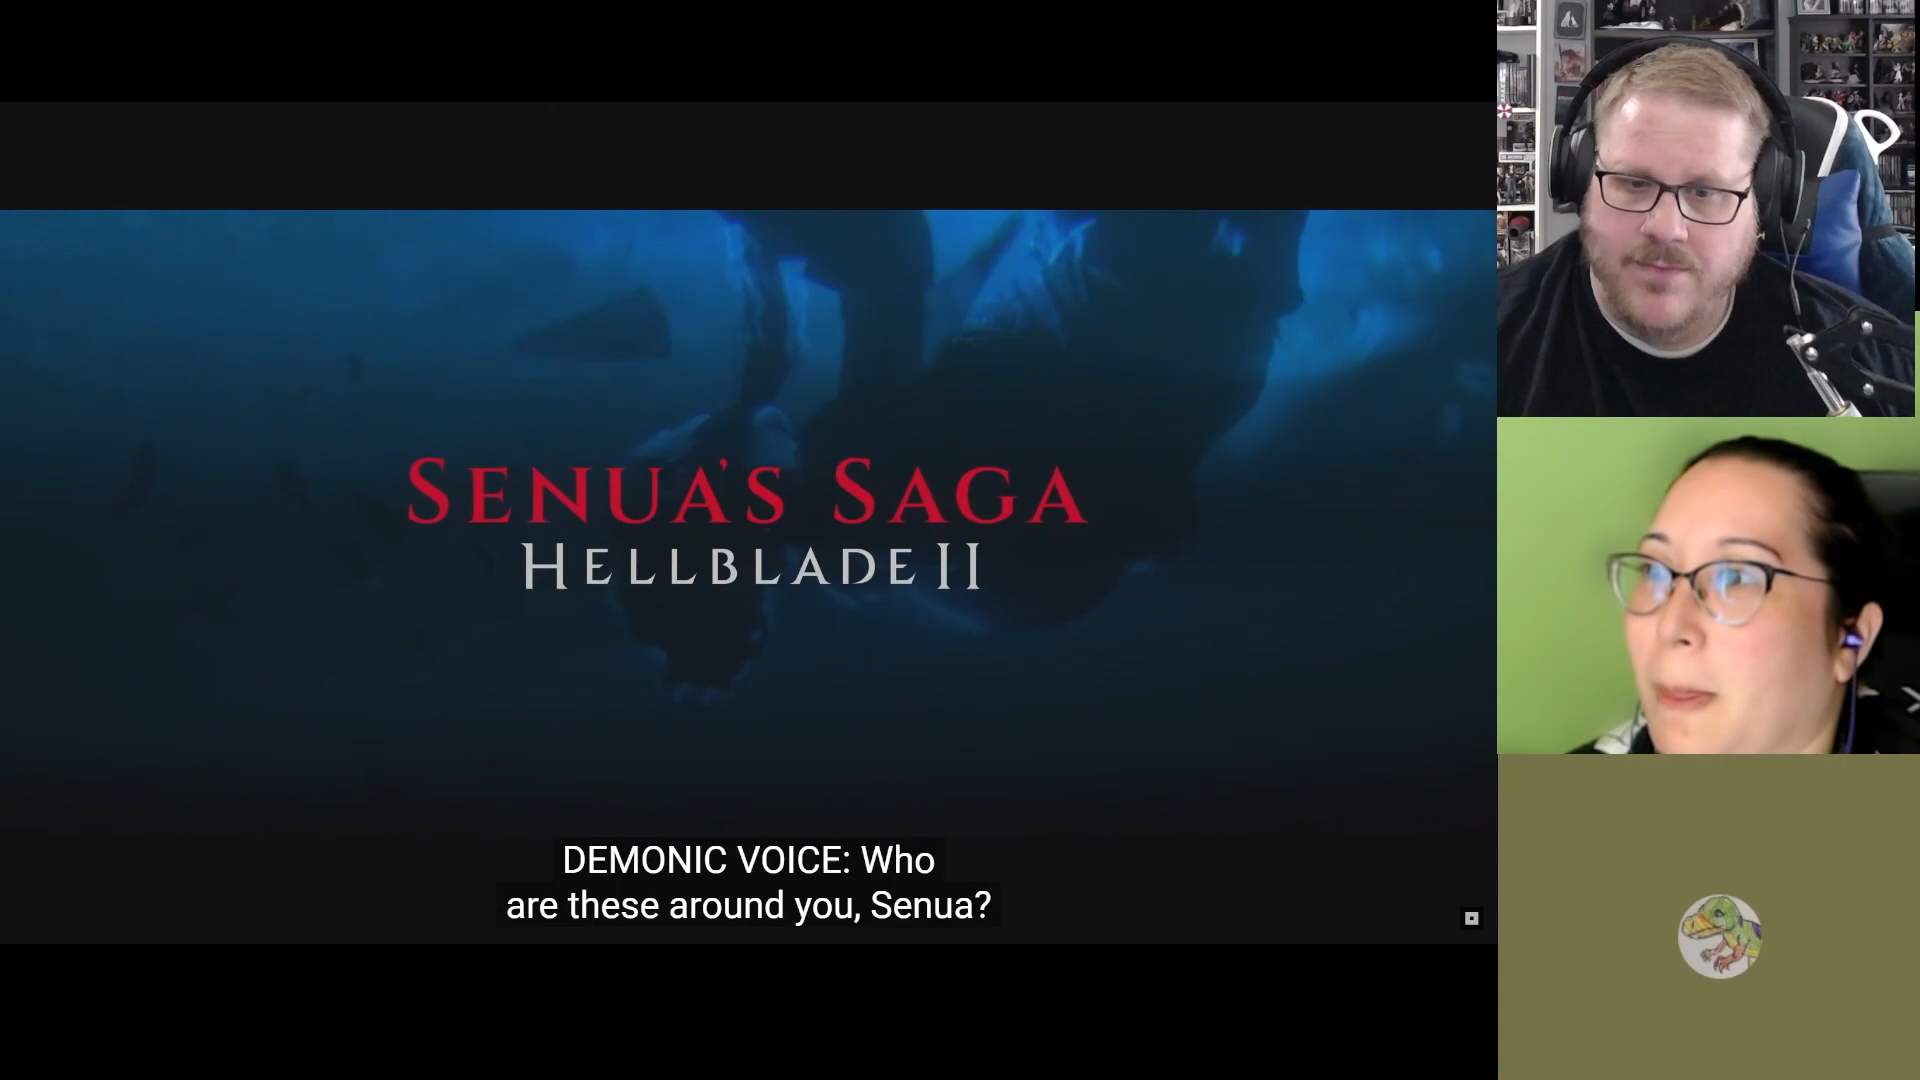 SENUA'S SAGA
HELLBLADE II
DEMONIC VOICE: Who
are these around you, Senua?